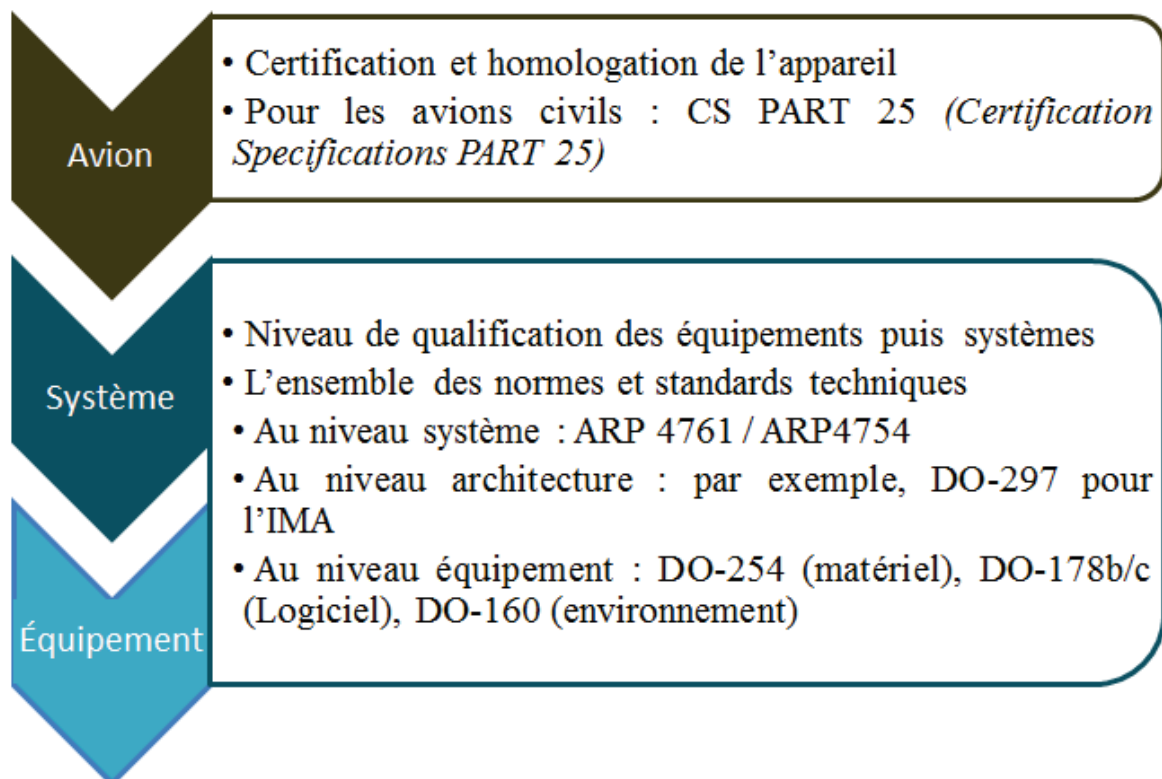 Avion
• Certification et homologation de l’appareil
• Pour les avions civils : CS PART 25 (Certification
Specifications PART 25)
Système
• Niveau de qualification des équipements puis systèmes
• L’ensemble des normes et standards techniques
• Au niveau système : ARP 4761 / ARP4754
• Au niveau architecture : par exemple, DO-297 pour
l’IMA
• Au niveau équipement : DO-254 (matériel), DO-178b/c
(Logiciel), DO-160 (environnement)
Équipement